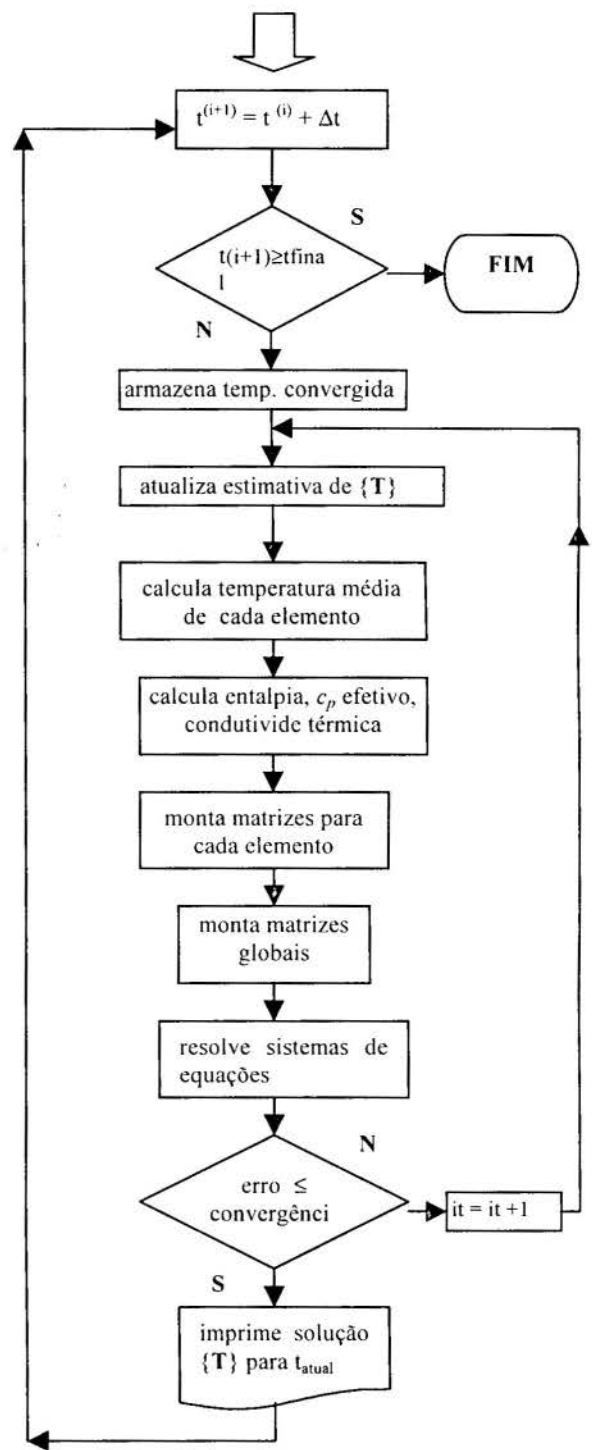 t(i+1) = t (i) + Δt
S
t(i+1)≥tfina
l
FIM
N
armazena temp. convergida
atualiza estimativa de {T}
calcula temperatura média
de cada elemento
calcula entalpia, cp efetivo,
condutivide térmica
monta matrizes para
cada elemento
monta matrizes
globais
resolve sistemas de
equações
N
erro ≤
convergênci
it = it +1
S
imprime solução
{T} para tatual